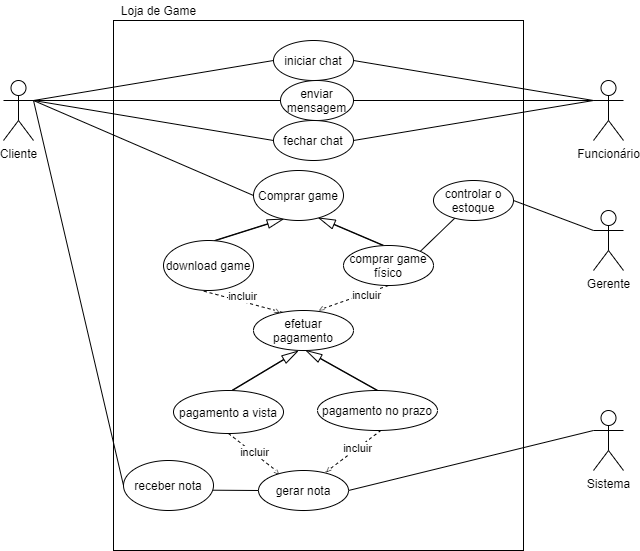 Loja de Game
iniciar chat
enviar
mensagem
fechar chat
Cliente
Funcionário
Comprar game
controlar o
estoque
download game
comprar game
físico
Gerente
incluir
incluir
efetuar
pagamento
pagamento a vista
pagamento no prazo
incluir
incluir
receber nota
gerar nota
Sistema